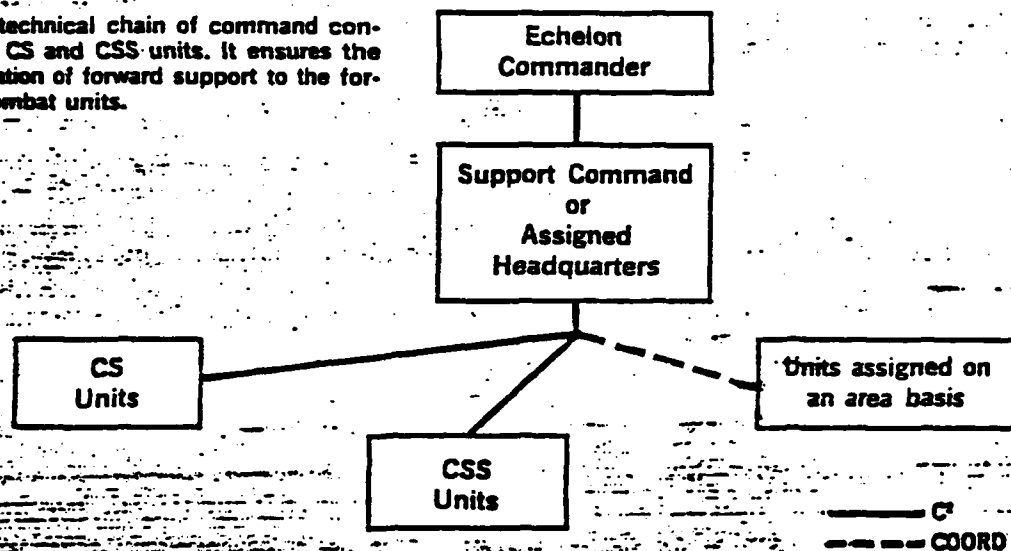 technical chain of command con-
CS and CSS units. It ensures the
ation of forward support to the for-
ombat units.
Echelon
Commander
Support Command
or
Assigned
Headquarters
CS
Units
CSS
Units
Units assigned on
an area basis
C²
COORD